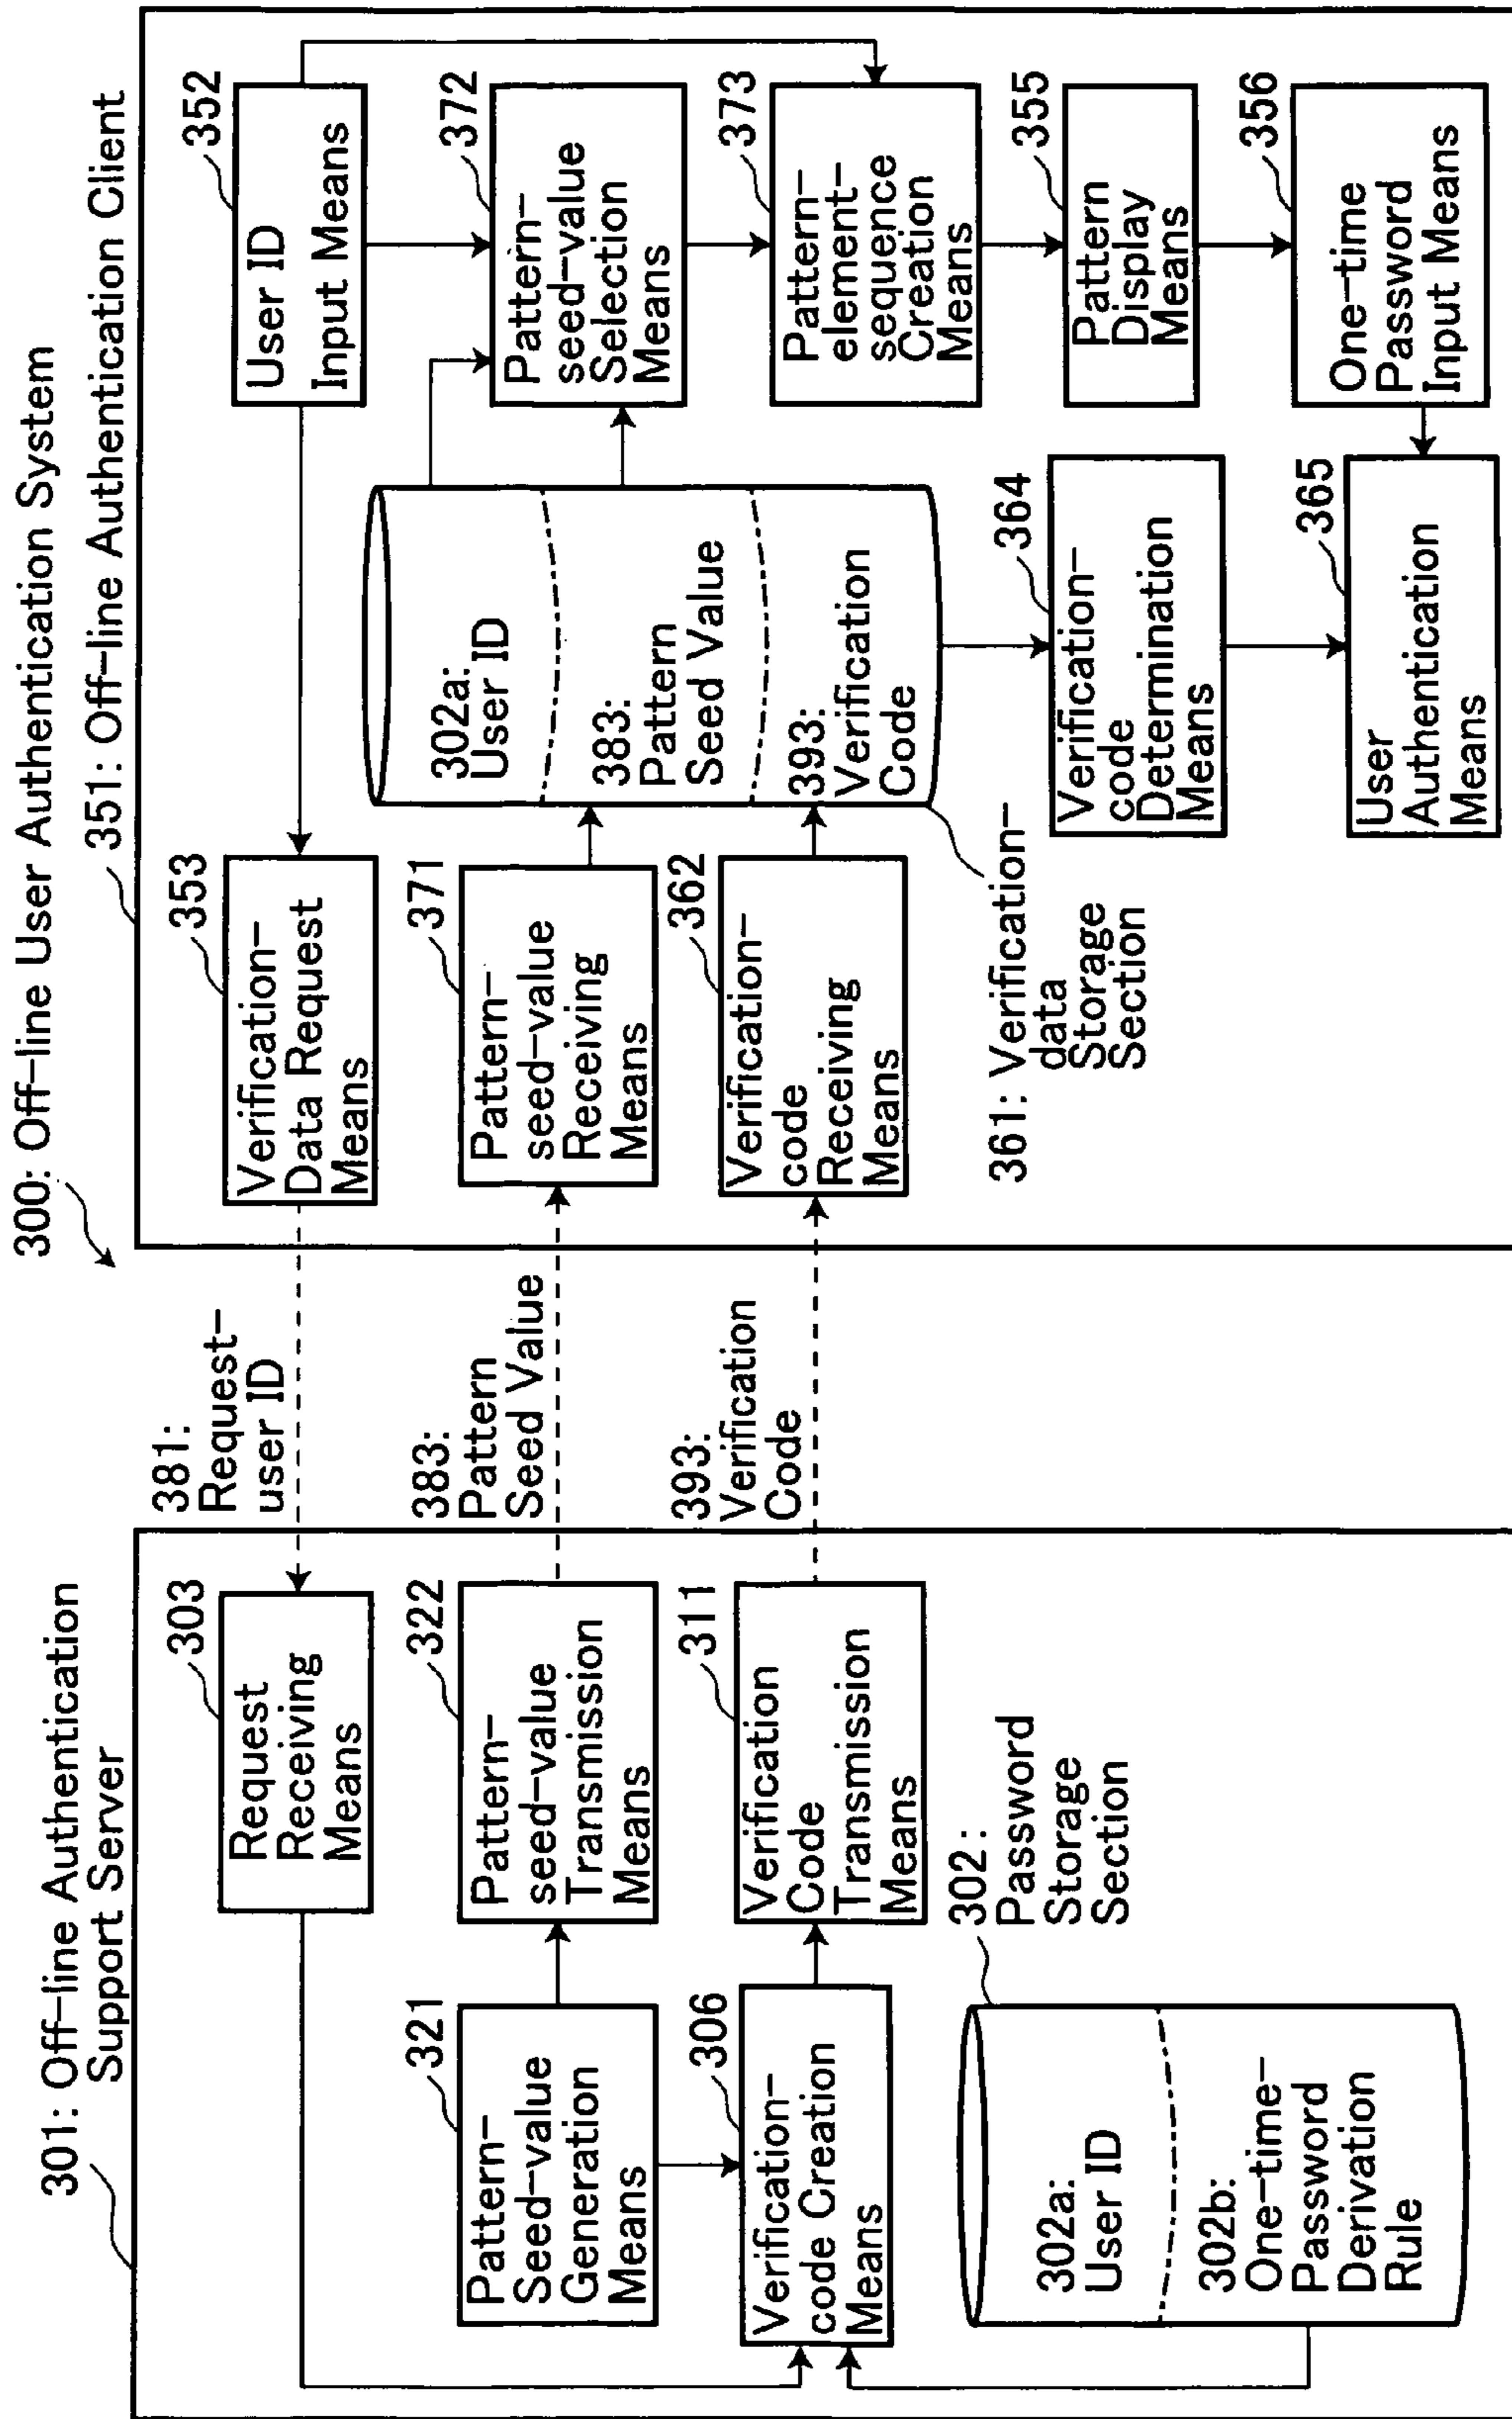 300: Off-line User Authentication System
301: Off-line Authentication
Support Server
303
Request
Receiving
Means
321
Pattern-
Seed-value
Generation
Means
322
Pattern-
seed-value
Transmission
Means
306
Verification-
code Creation
Means
311
Verification
Code
Transmission
Means
302:
Password
Storage
Section
302a:
User ID
302b:
One-time-
Password
Derivation
Rule
381:
Request-
user ID
383:
Pattern
Seed Value
393:
Verification
Code
351: Off-line Authentication Client
353
Verification-
Data Request
Means
371
Pattern-
seed-value
Receiving
Means
362
Verification-
code
Receiving
Means
361: Verification-
data
Storage
Section
302a:
User ID
383:
Pattern
Seed Value
393:
Verification
Code
364
Verification-
code
Determination
Means
365
User
Authentication
Means
352
User ID
Input Means
372
Pattern-
seed-value
Selection
Means
373
Pattern-
element-
sequence
Creation
Means
355
Pattern
Display
Means
356
One-time
Password
Input Means